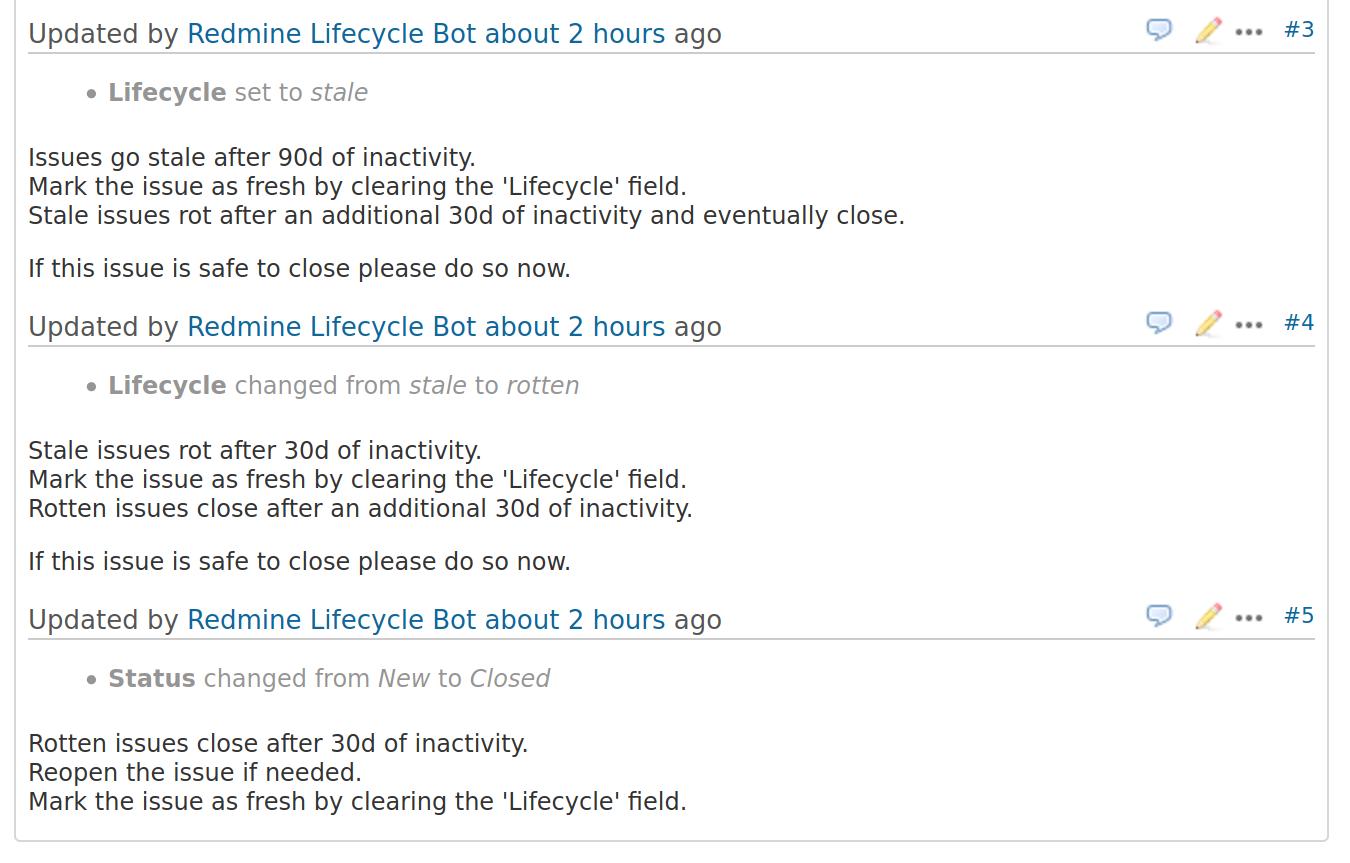 Updated by Redmine Lifecycle Bot about 2 hours ago #3
Lifecycle set to stale
Issues go stale after 90d of inactivity.
Mark the issue as fresh by clearing the 'Lifecycle' field.
Stale issues rot after an additional 30d of inactivity and eventually close.
If this issue is safe to close please do so now.
Updated by Redmine Lifecycle Bot about 2 hours ago #4
Lifecycle changed from stale to rotten
Stale issues rot after 30d of inactivity.
Mark the issue as fresh by clearing the 'Lifecycle' field.
Rotten issues close after an additional 30d of inactivity.
If this issue is safe to close please do so now.
Updated by Redmine Lifecycle Bot about 2 hours ago #5
Status changed from New to Closed
Rotten issues close after 30d of inactivity.
Reopen the issue if needed.
Mark the issue as fresh by clearing the 'Lifecycle' field.